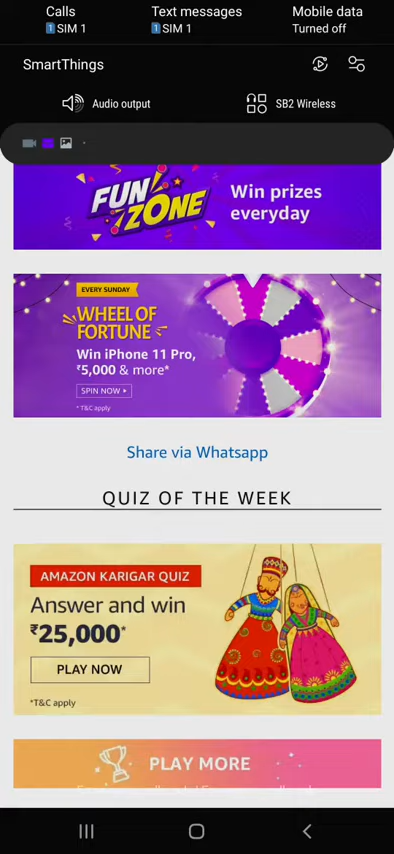 Calls Text messages Mobile data
1 SIM 1 1 SIM 1 Turned off
SmartThings
Audio output SB2 Wireless
FUN
ZONE
Win prizes
everyday
EVERY SUNDAY
WHEEL OF
FORTUNE
Win iPhone 11 Pro,
₹5,000 & more*
SPIN NOW
* T&C apply
Share via Whatsapp
QUIZ OF THE WEEK
AMAZON KARIGAR QUIZ
Answer and win
₹25,000*
PLAY NOW
*T&C apply
PLAY MORE